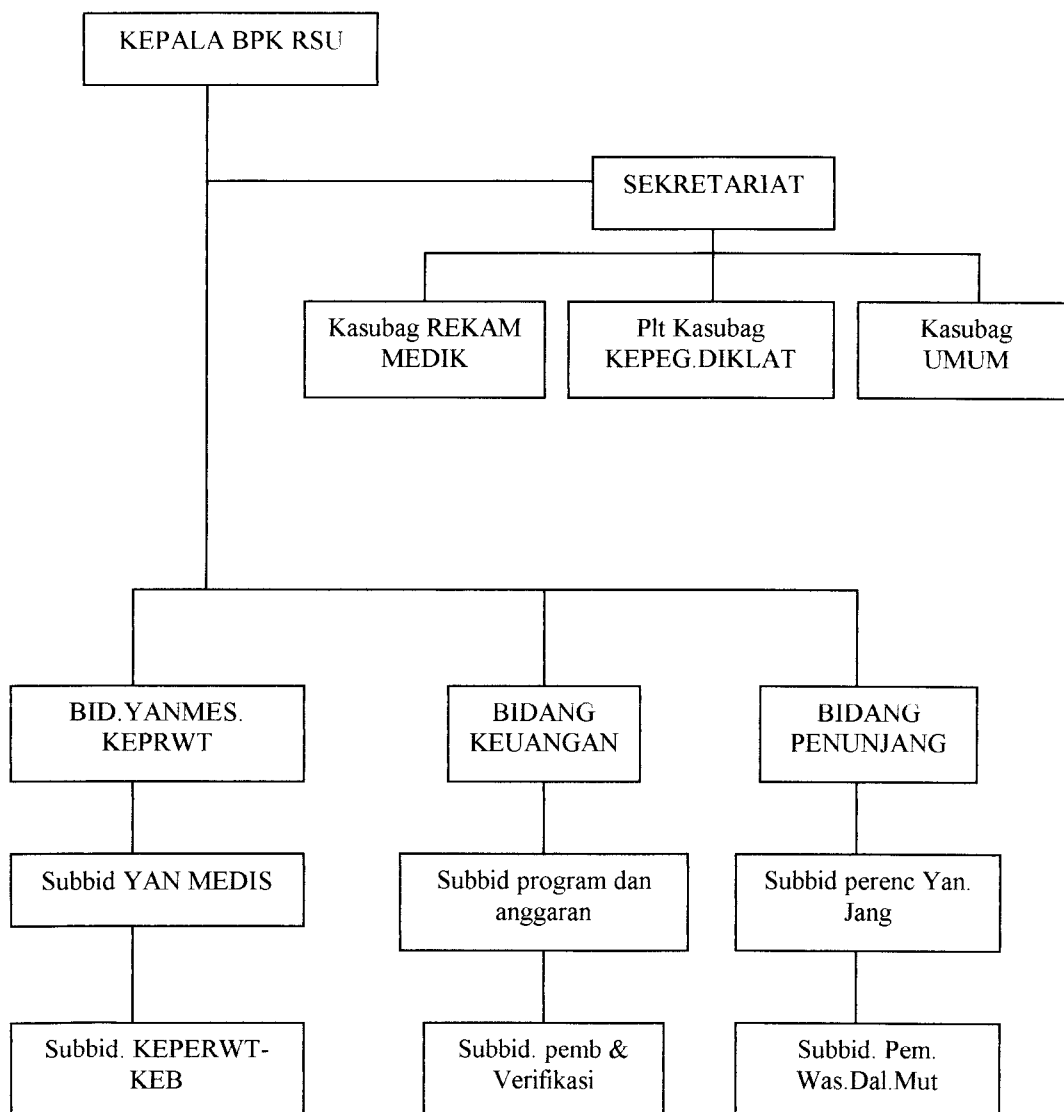 KEPALA BPK RSU
SEKRETARIAT
Kasubag REKAM
MEDIK
Plt Kasubag
KEPEG.DIKLAT
Kasubag
UMUM
BID.YANMES.
KEPRWT
BIDANG
KEUANGAN
BIDANG
PENUNJANG
Subbid YAN MEDIS
Subbid program dan
anggaran
Subbid perenc Yan.
Jang
Subbid. KEPERWT-
KEB
Subbid. pemb &
Verifikasi
Subbid. Pem.
Was.Dal.Mut